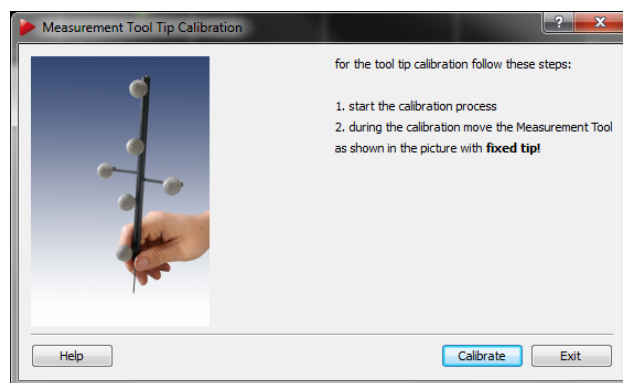 Measurement Tool Tip Calibration
for the tool tip calibration follow these steps:
1. start the calibration process
2. during the calibration move the Measurement Tool
as shown in the picture with fixed tip!
Help
Calibrate
Exit